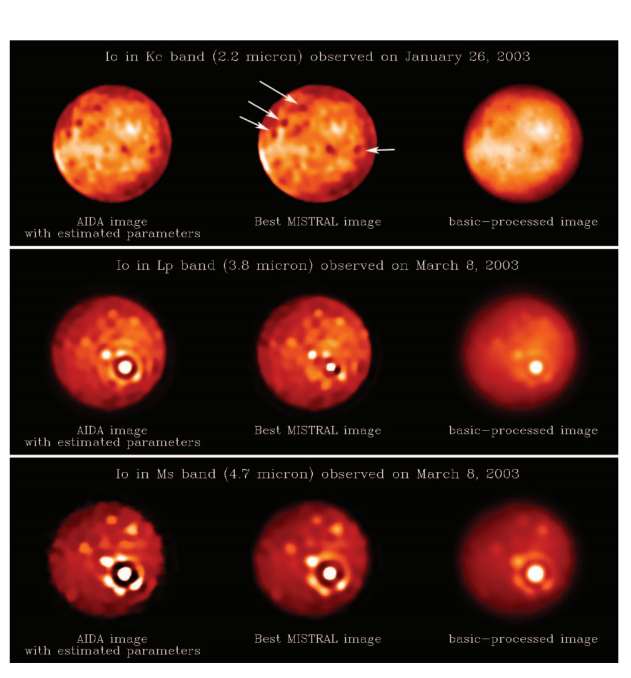 Io in Kc band (2.2 micron) observed on January 26, 2003
AIDA image
with estimated parameters
Best MISTRAL image
basic-processed image
Io in Lp band (3.8 micron) observed on March 8, 2003
AIDA image
with estimated parameters
Best MISTRAL image
basic-processed image
Io in Ms band (4.7 micron) observed on March 8, 2003
AIDA image
with estimated parameters
Best MISTRAL image
basic-processed image